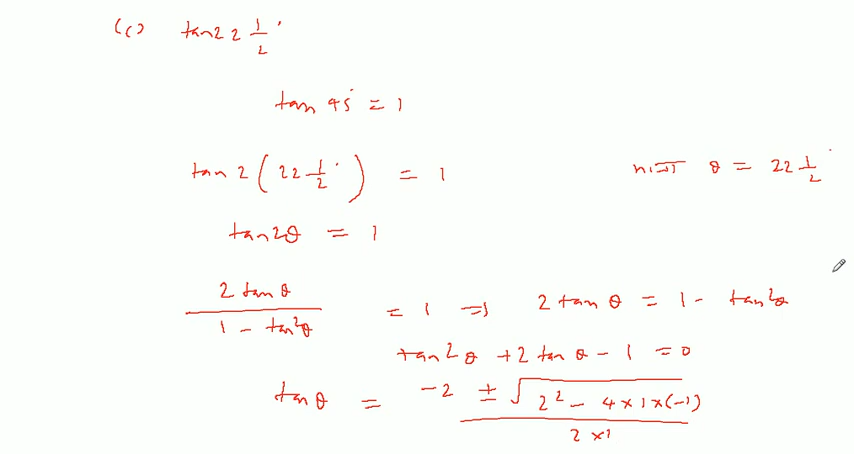 (c) tan 22 1/2°
tan 45° = 1
tan 2 (22 1/2°) = 1 θ = 22 1/2°
tan 2θ = 1
2 tan θ / 1 - tan²θ = 1 ⇒ 2 tan θ = 1 - tan²θ
tan²θ + 2 tan θ - 1 = 0
tan θ = -2 ± √(2² - 4×1×(-1)) / 2×1